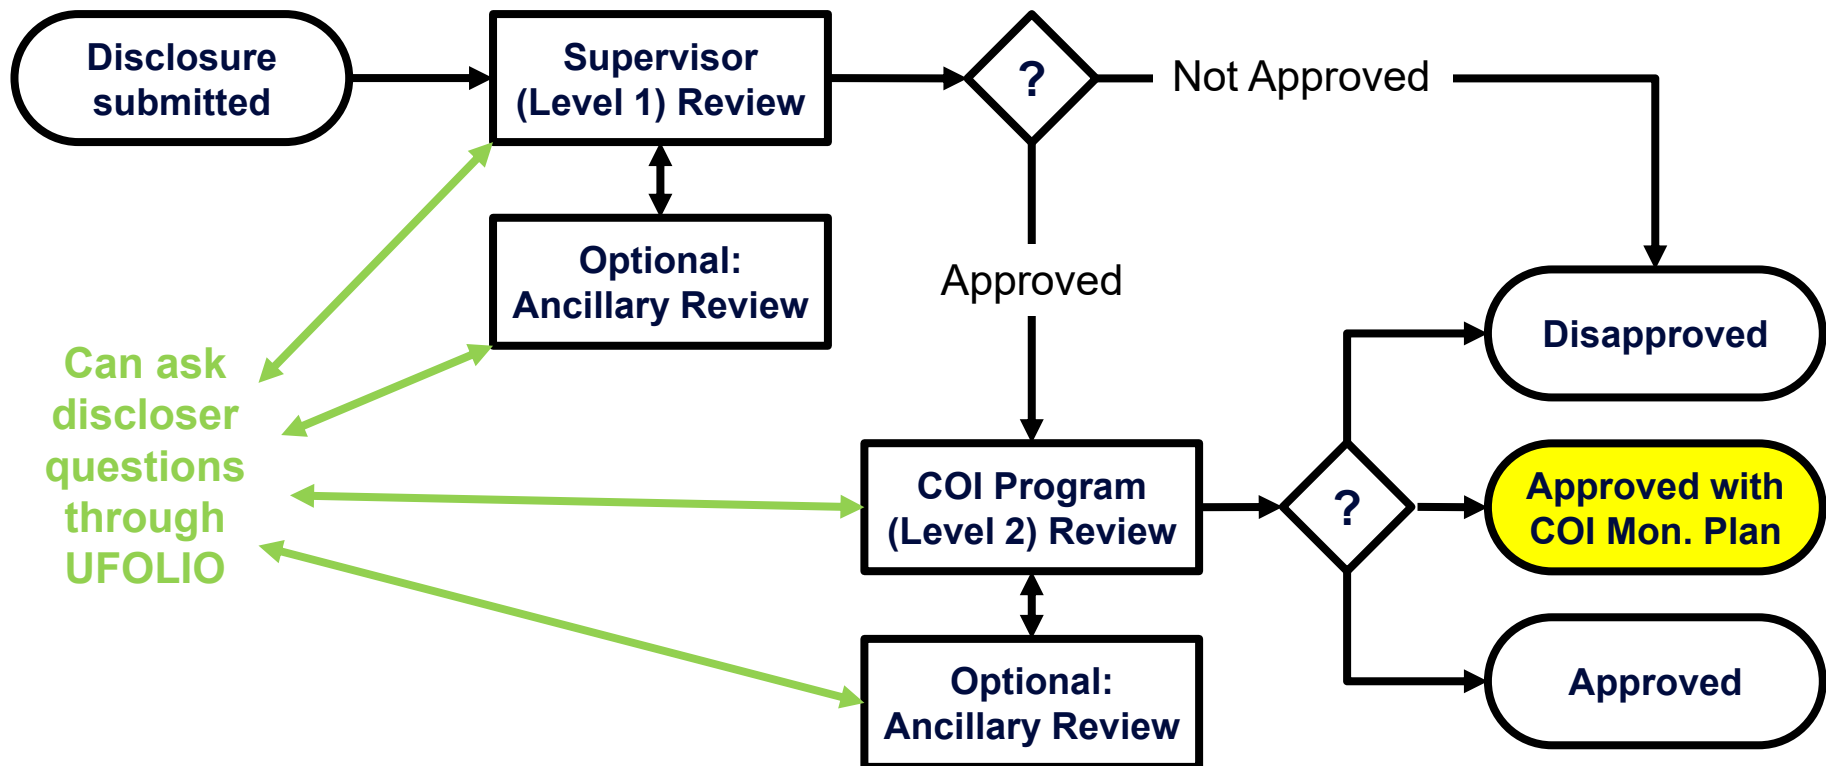 Disclosure
submitted
Supervisor
(Level 1) Review
?
Not Approved
Optional:
Ancillary Review
Approved
Disapproved
Can ask
discloser
questions
through
UFOLIO
COI Program
(Level 2) Review
?
Approved with
COI Mon. Plan
Optional:
Ancillary Review
Approved